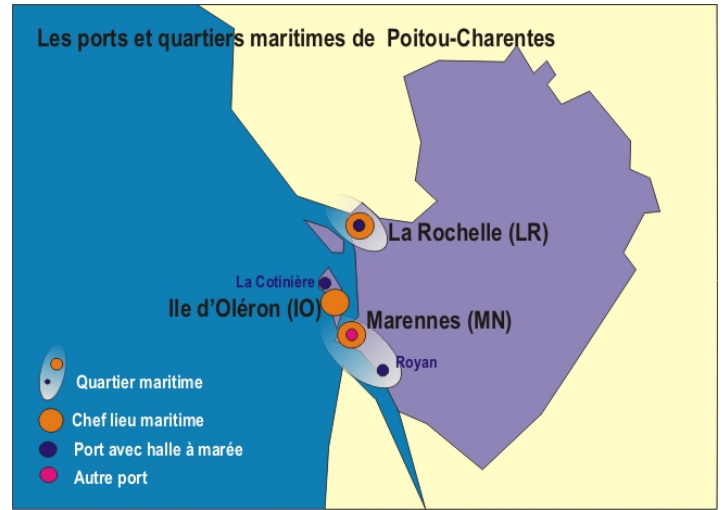 Les ports et quartiers maritimes de Poitou-Charentes
La Rochelle (LR)
La Cotinière
Ile d'Oléron (IO)
Marennes (MN)
Royan
Quartier maritime
Chef lieu maritime
Port avec halle à marée
Autre port